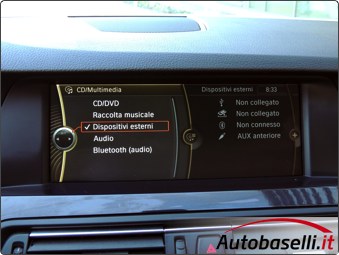 CD/Multimedia
CD/DVD
Raccolta musicale
Dispositivi esterni
Audio
Bluetooth (audio)
Dispositivi esterni 8:33
Non collegato
Non collegato
Non connesso
AUX anteriore
Autobaselli.it